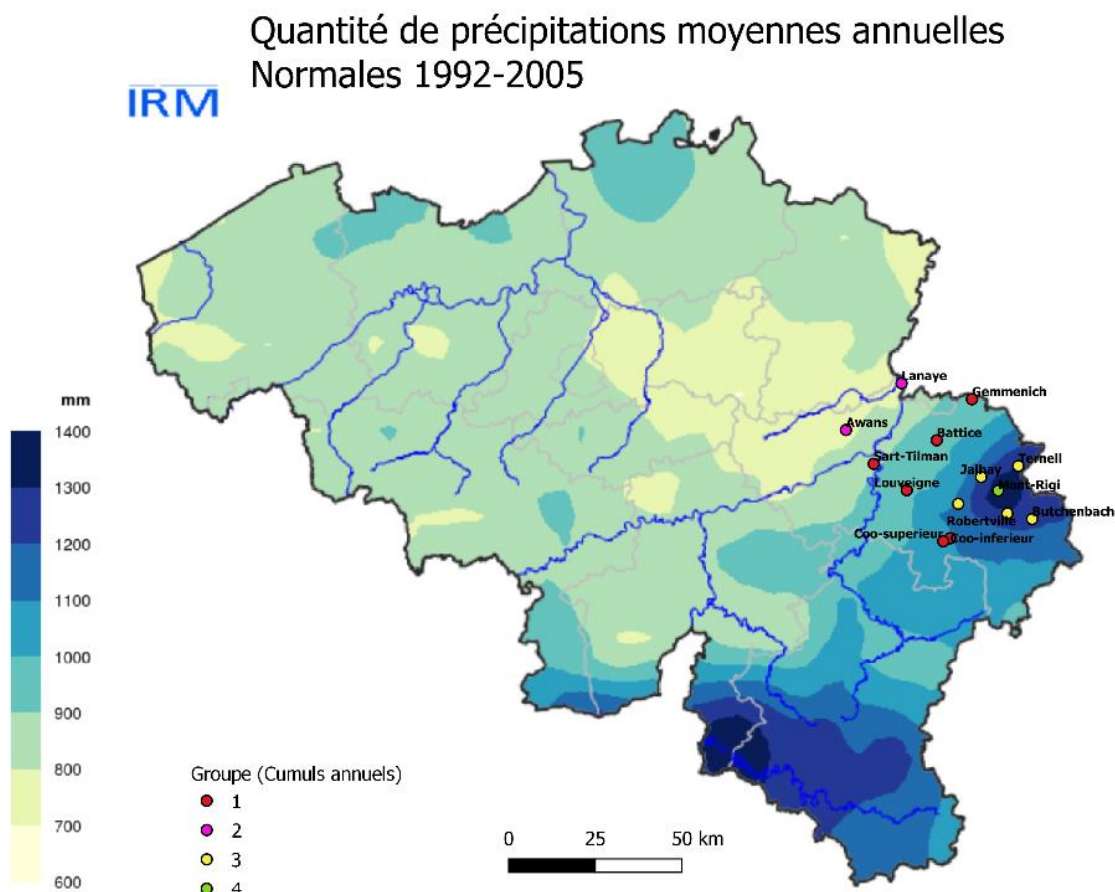 Quantité de précipitations moyennes annuelles
Normales 1992-2005
IRM
Lanaye
Gemmenich
Awans
Battice
Sart-Tilman
Ternell
Jalhay
Louveigne
Mont-Rigi
Robertville
Butchenbach
Coo-superieur
Coo-inferieur
mm
1400
1300
1200
1100
1000
900
800
700
600
Groupe (Cumuls annuels)
1
2
3
4
0 25 50 km